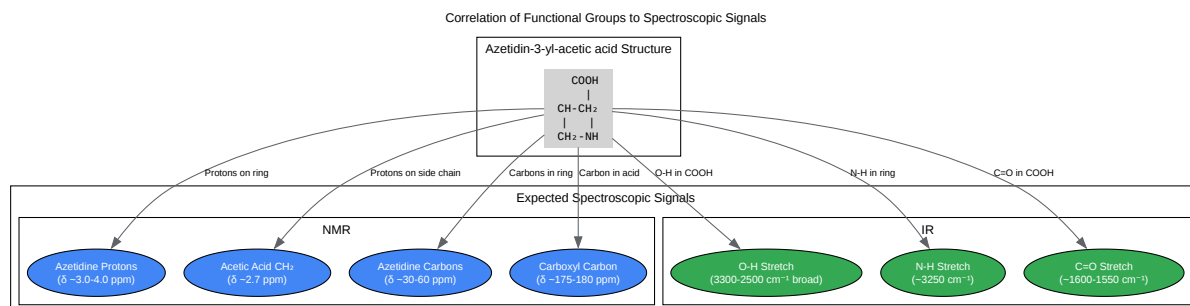 Correlation of Functional Groups to Spectroscopic Signals
Azetidin-3-yl-acetic acid Structure
COOH
|
CH-CH₂
|   |
CH₂-NH
Protons on ring
Protons on side chain
Carbons in ring
Carbon in acid
O-H in COOH
N-H in ring
C=O in COOH
Expected Spectroscopic Signals
NMR
IR
Azetidine Protons
(δ ~3.0-4.0 ppm)
Acetic Acid CH₂
(δ ~2.7 ppm)
Azetidine Carbons
(δ ~30-60 ppm)
Carboxyl Carbon
(δ ~175-180 ppm)
O-H Stretch
(3300-2500 cm⁻¹ broad)
N-H Stretch
(~3250 cm⁻¹)
C=O Stretch
(~1600-1550 cm⁻¹)